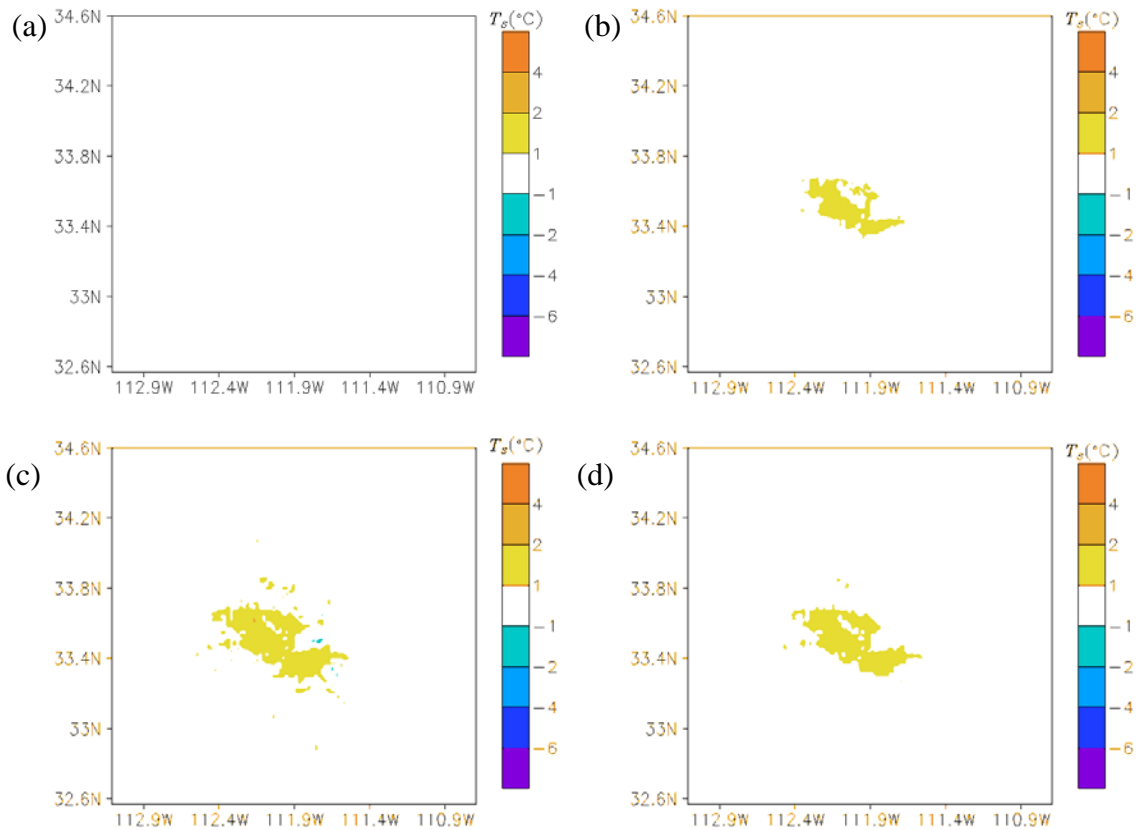 (a)
34.6N
34.2N
33.8N
33.4N
33N
32.6N
112.9W 112.4W 111.9W 111.4W 110.9W
T_s(°C)
4
2
1
−1
−2
−4
−6
(b)
34.6N
34.2N
33.8N
33.4N
33N
32.6N
112.9W 112.4W 111.9W 111.4W 110.9W
T_s(°C)
4
2
1
−1
−2
−4
−6
(c)
34.6N
34.2N
33.8N
33.4N
33N
32.6N
112.9W 112.4W 111.9W 111.4W 110.9W
T_s(°C)
4
2
1
−1
−2
−4
−6
(d)
34.6N
34.2N
33.8N
33.4N
33N
32.6N
112.9W 112.4W 111.9W 111.4W 110.9W
T_s(°C)
4
2
1
−1
−2
−4
−6